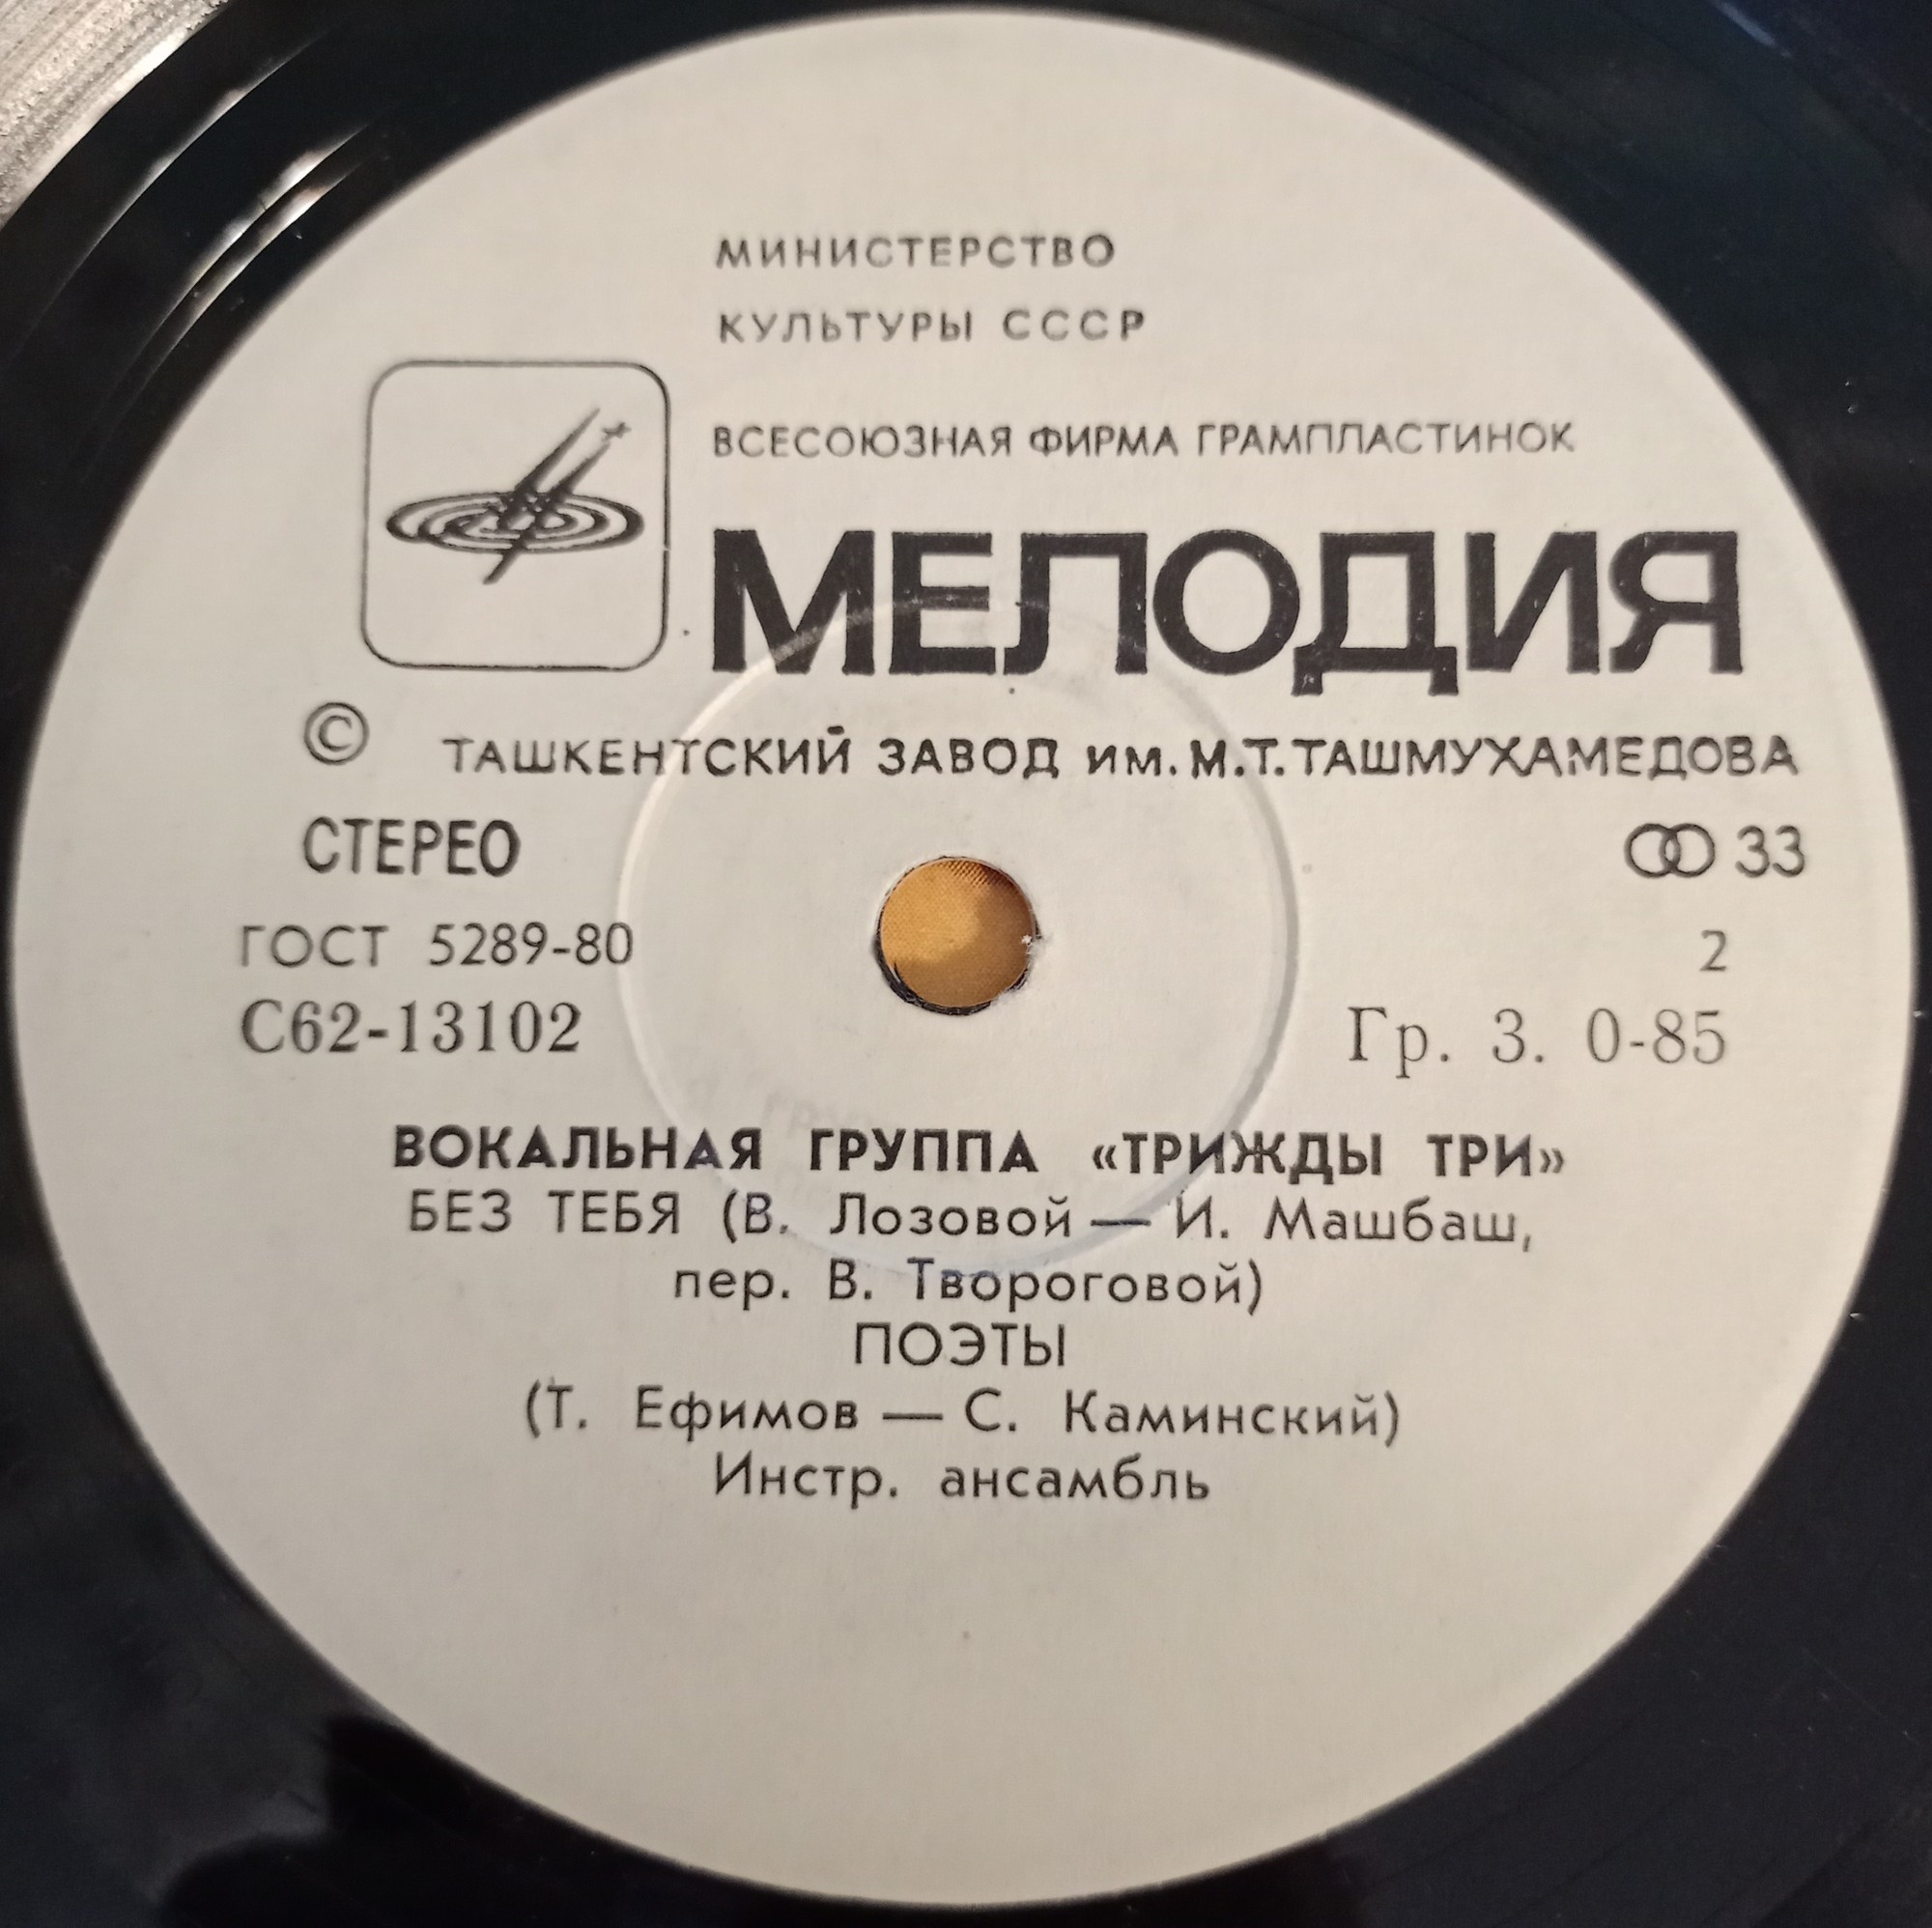 МИНИСТЕРСТВО
КУЛЬТУРЫ СССР
ВСЕСОЮЗНАЯ ФИРМА ГРАМПЛАСТИНОК
МЕЛОДИЯ
© ТАШКЕНТСКИЙ ЗАВОД им. М.Т. ТАШМУХАМЕДОВА
СТЕРЕО 33
ГОСТ 5289-80 2
С62-13102 Гр. 3. 0-85
ВОКАЛЬНАЯ ГРУППА «ТРИЖДЫ ТРИ»
БЕЗ ТЕБЯ (В. Лозовой — И. Машбаш,
пер. В. Твороговой)
ПОЭТЫ
(Т. Ефимов — С. Каминский)
Инстр. ансамбль